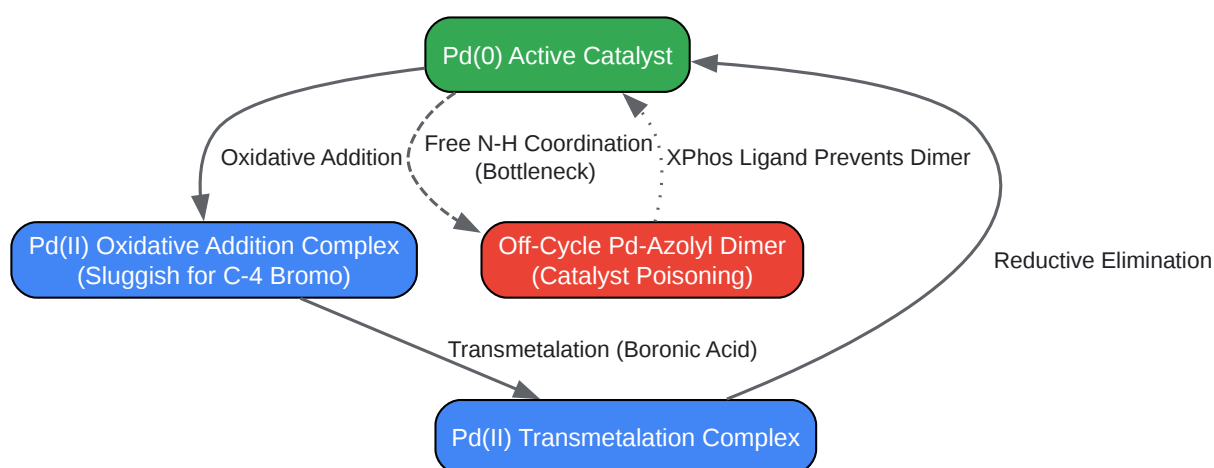 Pd(0) Active Catalyst
Oxidative Addition
Free N-H Coordination
(Bottleneck)
XPhos Ligand Prevents Dimer
Pd(II) Oxidative Addition Complex
(Sluggish for C-4 Bromo)
Off-Cycle Pd-Azolyl Dimer
(Catalyst Poisoning)
Reductive Elimination
Transmetalation (Boronic Acid)
Pd(II) Transmetalation Complex